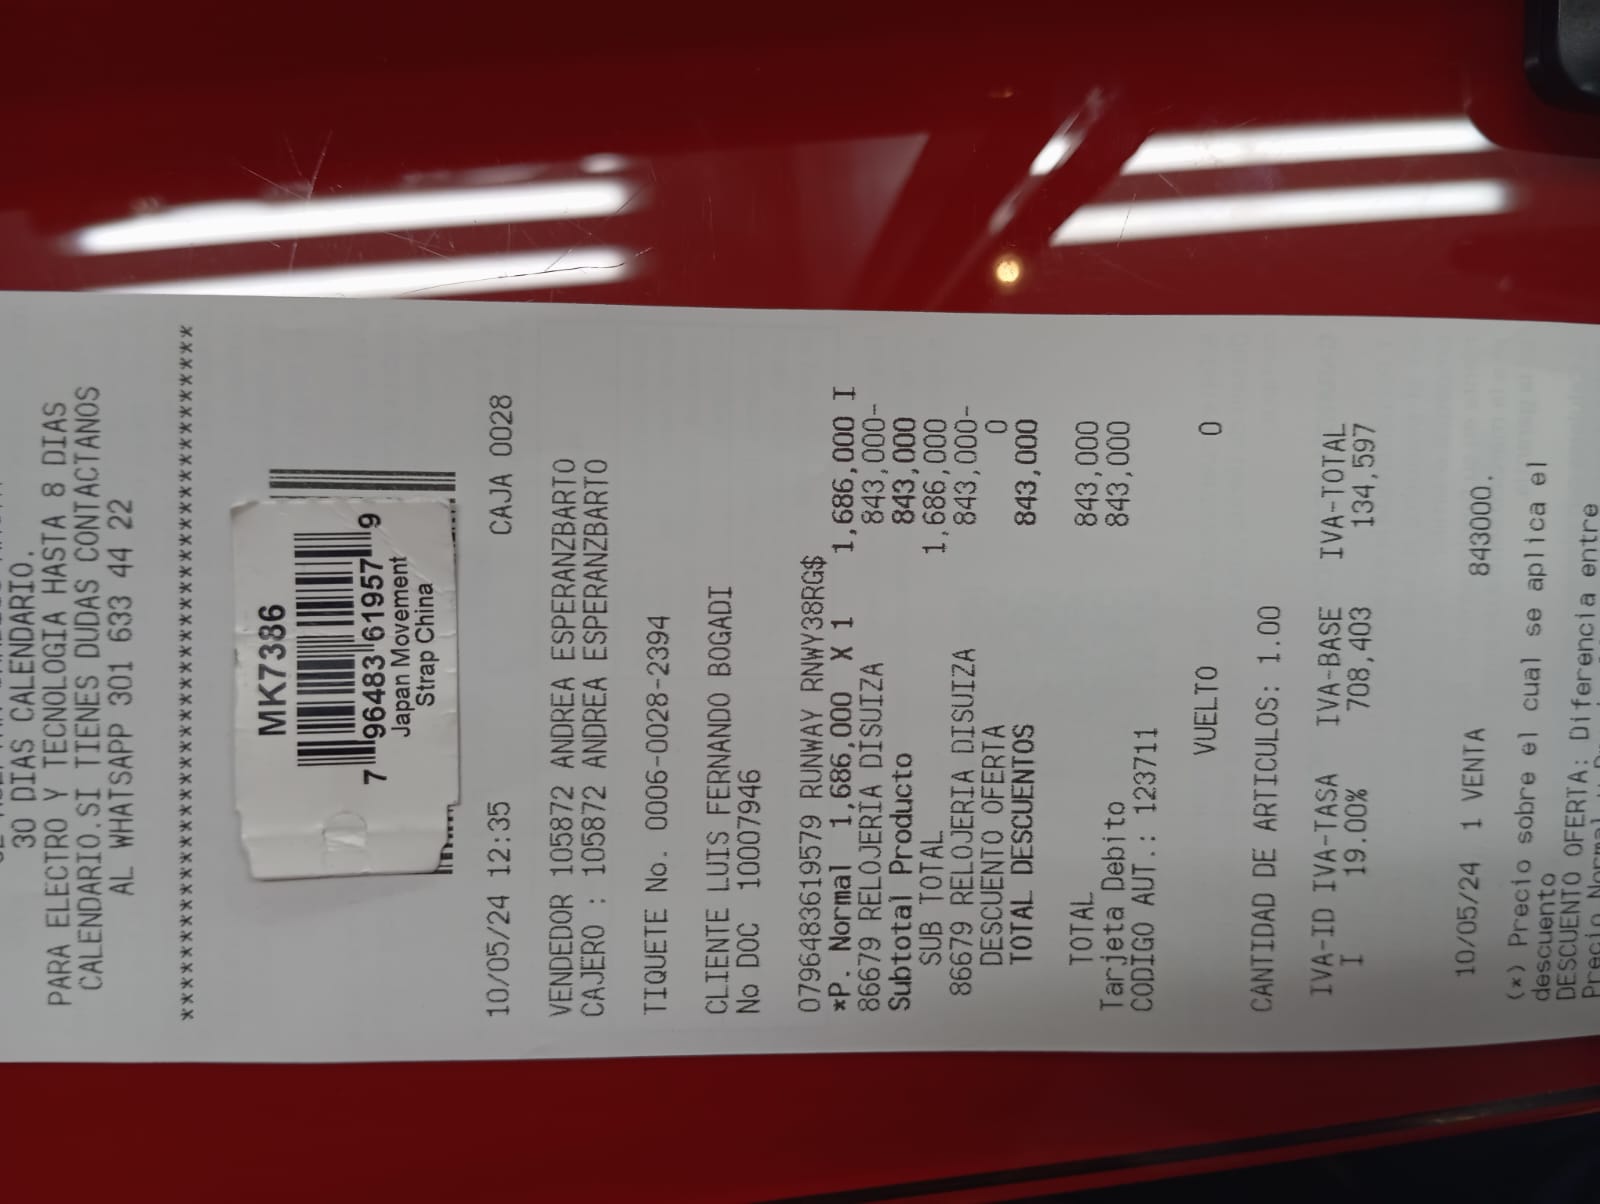 30 DIAS CALENDARIO.
PARA ELECTRO Y TECNOLOGIA HASTA 8 DIAS
CALENDARIO.SI TIENES DUDAS CONTACTANOS
AL WHATSAPP 301 633 44 22
**************************************
MK7386
7 96483 61957 9
Japan Movement
Strap China
10/05/24 12:35 CAJA 0028
VENDEDOR 105872 ANDREA ESPERANZBARTO
CAJERO : 105872 ANDREA ESPERANZBARTO
TIQUETE No. 0006-0028-2394
CLIENTE LUIS FERNANDO BOGADI
No DOC 10007946
0796483619579 RUNWAY RNWY38RG$
*P. Normal 1,686,000 X 1 1,686,000 I
86679 RELOJERIA DISUIZA 843,000-
Subtotal Producto 843,000
SUB TOTAL 1,686,000
86679 RELOJERIA DISUIZA 843,000-
DESCUENTO OFERTA 0
TOTAL DESCUENTOS 843,000
TOTAL 843,000
Tarjeta Debito 843,000
CODIGO AUT.: 123711
VUELTO 0
CANTIDAD DE ARTICULOS: 1.00
IVA-ID IVA-TASA IVA-BASE IVA-TOTAL
I 19.00% 708,403 134,597
10/05/24 1 VENTA 843000.
(*) Precio sobre el cual se aplica el
descuento
DESCUENTO OFERTA: Diferencia entre